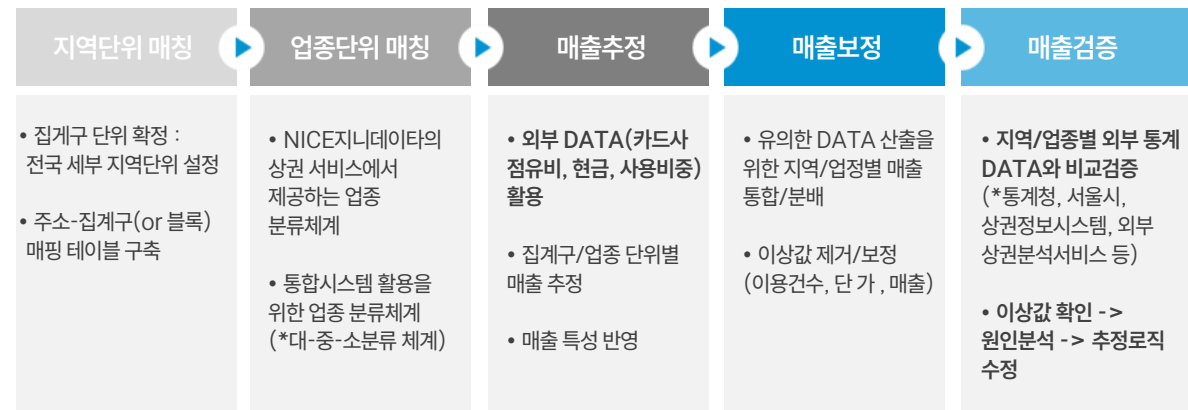 지역단위 매칭
업종단위 매칭
매출추정
매출보정
매출검증
• 집게구 단위 확정 :
전국 세부 지역단위 설정
• 주소-집계구(or 블록)
매핑 테이블 구축
• NICE지니데이타의
상권 서비스에서
제공하는 업종
분류체계
• 통합시스템 활용을
위한 업종 분류체계
(*대-중-소분류 체계)
• 외부 DATA(카드사
점유비, 현금, 사용비중)
활용
• 집계구/업종 단위별
매출 추정
• 매출 특성 반영
• 유의한 DATA 산출을
위한 지역/업정별 매출
통합/분배
• 이상값 제거/보정
(이용건수, 단 가 , 매출)
• 지역/업종별 외부 통계
DATA와 비교검증
(*통계청, 서울시,
상권정보시스템, 외부
상권분석서비스 등)
• 이상값 확인 ->
원인분석 -> 추정로직
수정